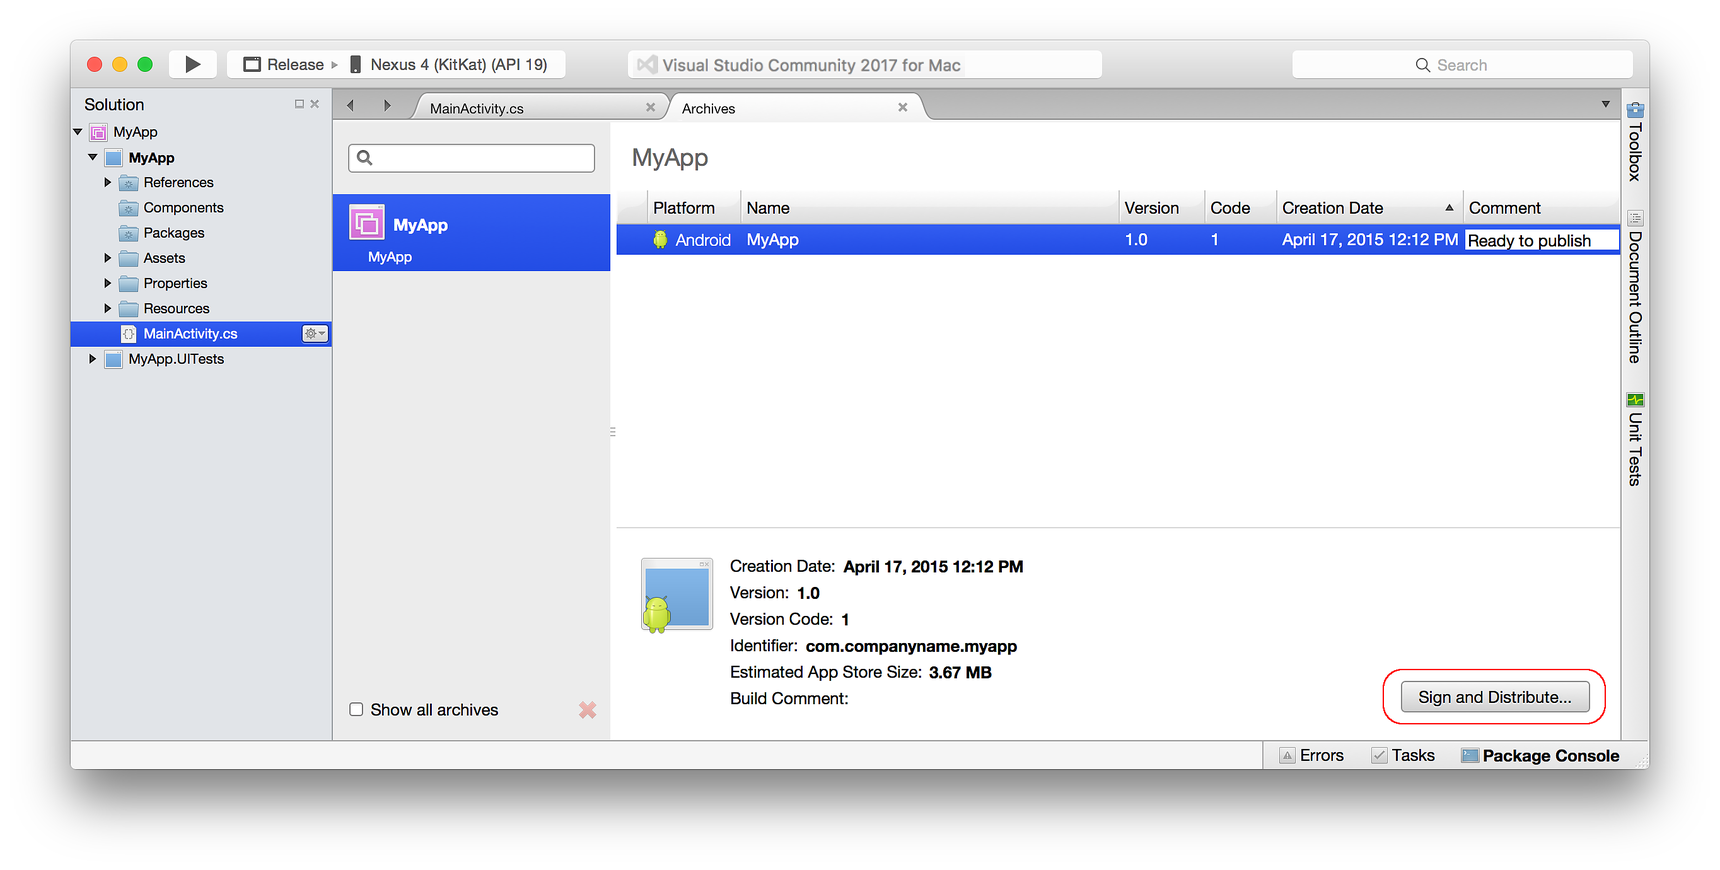 Release
Nexus 4 (KitKat) (API 19)
Visual Studio Community 2017 for Mac
Search
Solution
MyApp
MyApp
References
Components
Packages
Assets
Properties
Resources
MainActivity.cs
MyApp.UITests
MainActivity.cs
Archives
MyApp
MyApp
Show all archives
MyApp
Platform Name Version Code Creation Date Comment
Android MyApp 1.0 1 April 17, 2015 12:12 PM Ready to publish
Creation Date: April 17, 2015 12:12 PM
Version: 1.0
Version Code: 1
Identifier: com.companyname.myapp
Estimated App Store Size: 3.67 MB
Build Comment:
Sign and Distribute...
Toolbox
Document Outline
Unit Tests
Errors
Tasks
Package Console